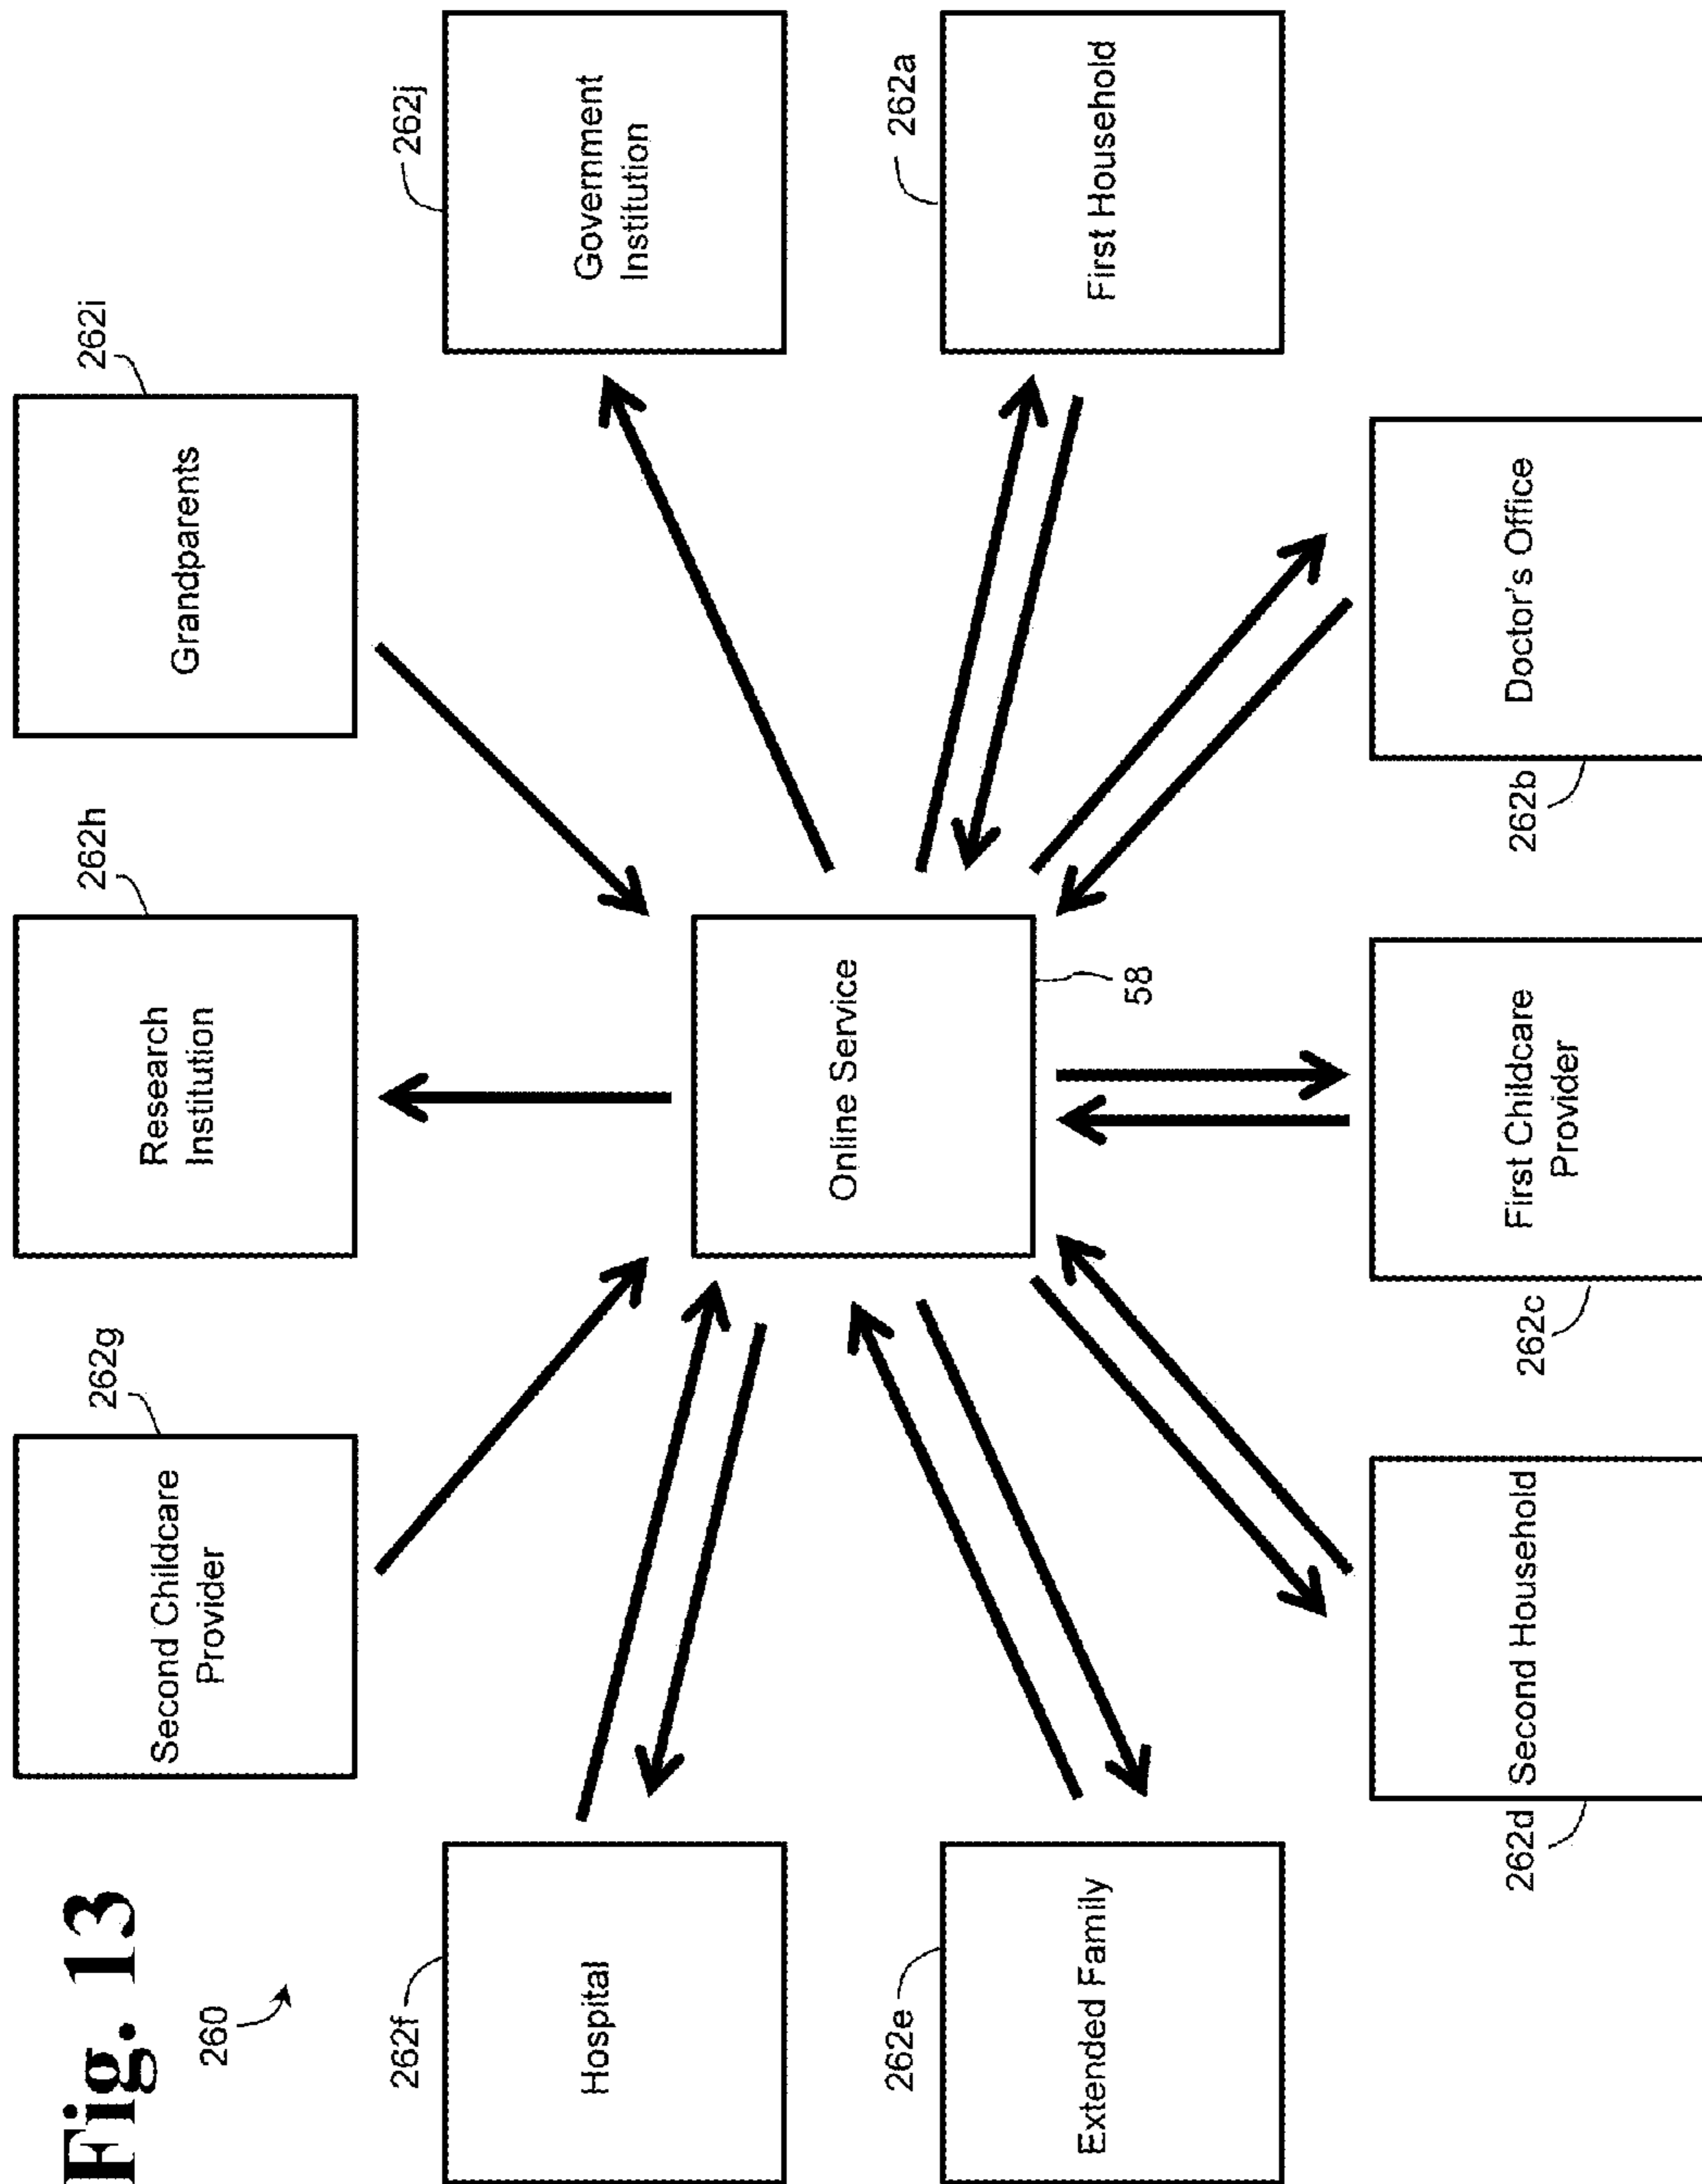 Fig. 13
260
262g
Second Childcare
Provider
262h
Research
Institution
262i
Grandparents
262f
Hospital
262j
Government
Institution
Online Service
58
262e
Extended Family
262a
First Household
262d
Second Household
262c
First Childcare
Provider
262b
Doctor's Office